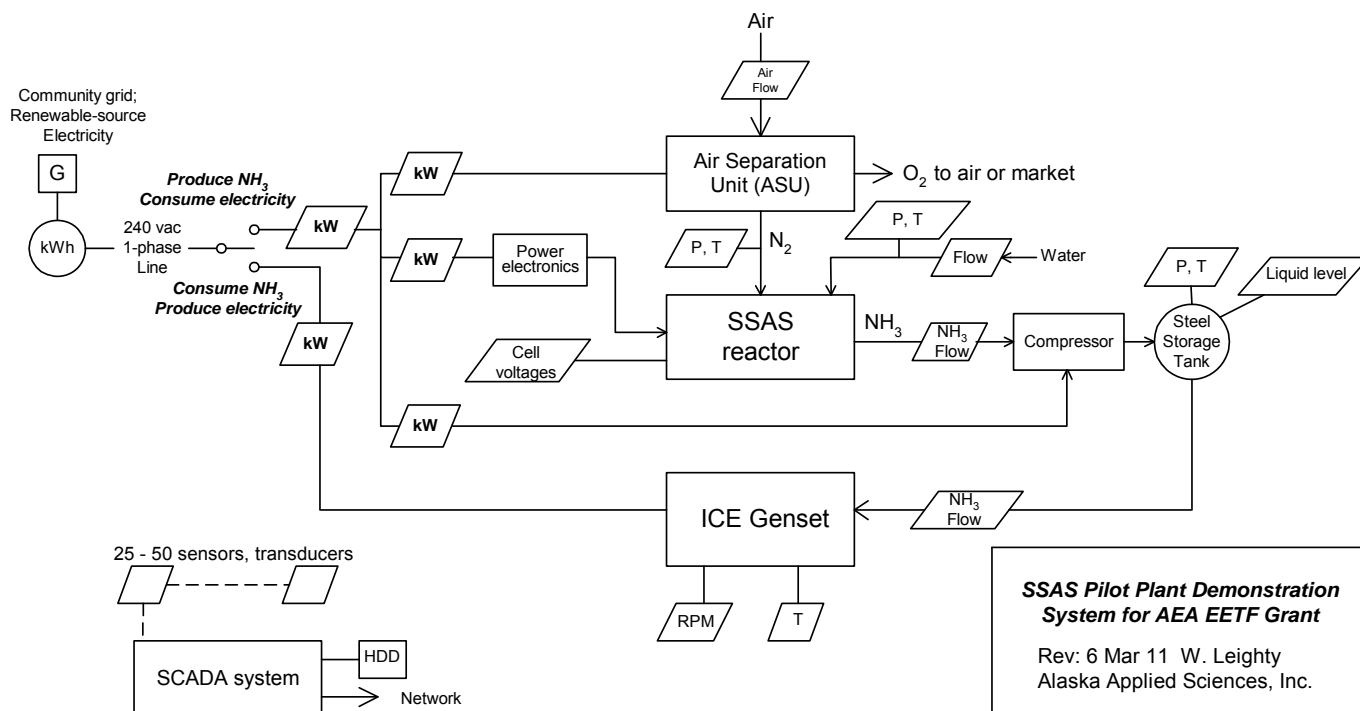 Air
Air
Flow
Community grid;
Renewable-source
Electricity
G
kWh
240 vac
1-phase
Line
Produce NH3
Consume electricity
Consume NH3
Produce electricity
kW
kW
kW
kW
kW
Power
electronics
Air Separation
Unit (ASU)
O2 to air or market
P, T
N2
P, T
Flow
Water
SSAS
reactor
Cell
voltages
NH3
NH3
Flow
Compressor
P, T
Liquid level
Steel
Storage
Tank
ICE Genset
NH3
Flow
RPM
T
25 - 50 sensors, transducers
SCADA system
HDD
Network
SSAS Pilot Plant Demonstration
System for AEA EETF Grant
Rev: 6 Mar 11 W. Leighty
Alaska Applied Sciences, Inc.